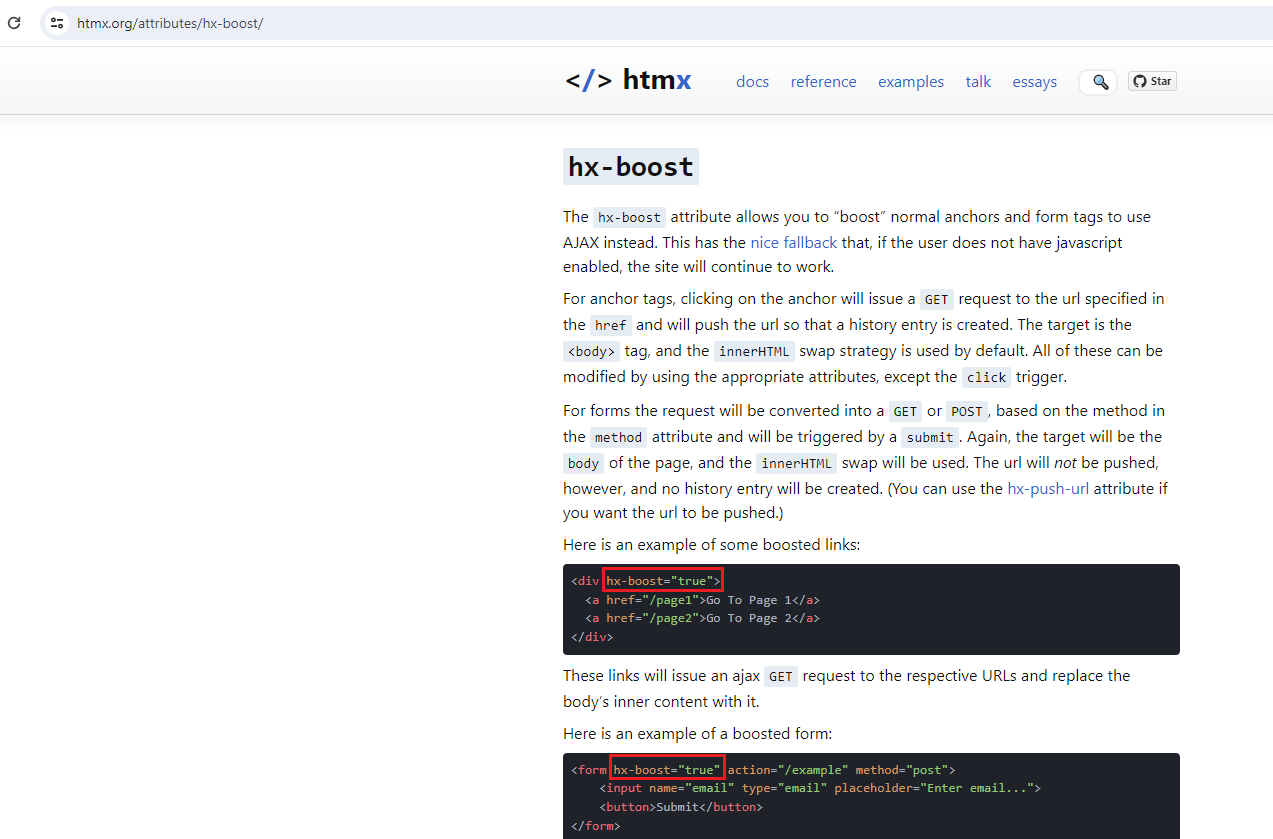 htmx.org/attributes/hx-boost/
</> htmx docs reference examples talk essays Star
hx-boost
The hx-boost attribute allows you to “boost” normal anchors and form tags to use
AJAX instead. This has the nice fallback that, if the user does not have javascript
enabled, the site will continue to work.
For anchor tags, clicking on the anchor will issue a GET request to the url specified in
the href and will push the url so that a history entry is created. The target is the
<body> tag, and the innerHTML swap strategy is used by default. All of these can be
modified by using the appropriate attributes, except the click trigger.
For forms the request will be converted into a GET or POST, based on the method in
the method attribute and will be triggered by a submit. Again, the target will be the
body of the page, and the innerHTML swap will be used. The url will not be pushed,
however, and no history entry will be created. (You can use the hx-push-url attribute if
you want the url to be pushed.)
Here is an example of some boosted links:
<div hx-boost="true">
  <a href="/page1">Go To Page 1</a>
  <a href="/page2">Go To Page 2</a>
</div>
These links will issue an ajax GET request to the respective URLs and replace the
body’s inner content with it.
Here is an example of a boosted form:
<form hx-boost="true" action="/example" method="post">
    <input name="email" type="email" placeholder="Enter email...">
    <button>Submit</button>
</form>